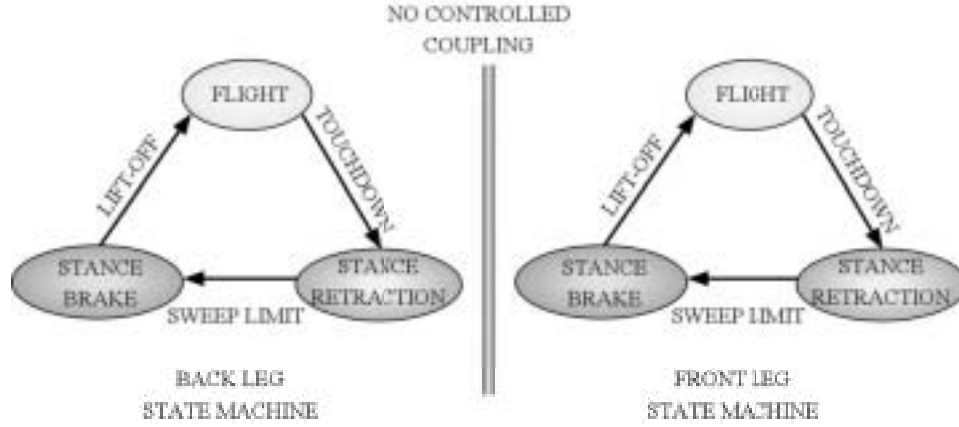 NO CONTROLLED
COUPLING
FLIGHT
LIFT-OFF
TOUCHDOWN
STANCE
BRAKE
STANCE
RETRACTION
SWEEP LIMIT
BACK LEG
STATE MACHINE
FLIGHT
LIFT-OFF
TOUCHDOWN
STANCE
BRAKE
STANCE
RETRACTION
SWEEP LIMIT
FRONT LEG
STATE MACHINE